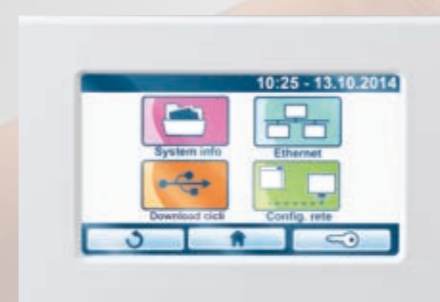 10:25 - 13.10.2014
System info Ethernet
Download cicli Config. rete